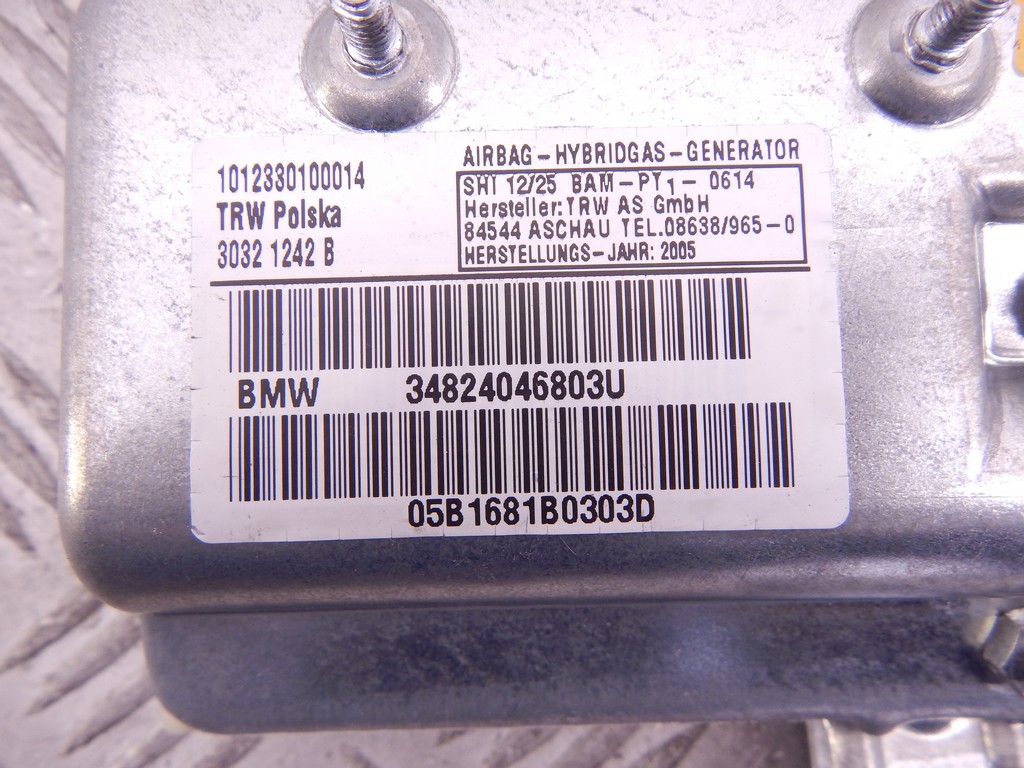 1012330100014
TRW Polska
3032 1242 B
AIRBAG-HYBRIDGAS-GENERATOR
SHI 12/25 BAM-PT1-0614
Hersteller: TRW AS GmbH
84544 ASCHAU TEL.08638/965-0
HERSTELLUNGS-JAHR: 2005
BMW 34824046803U
05B1681B0303D